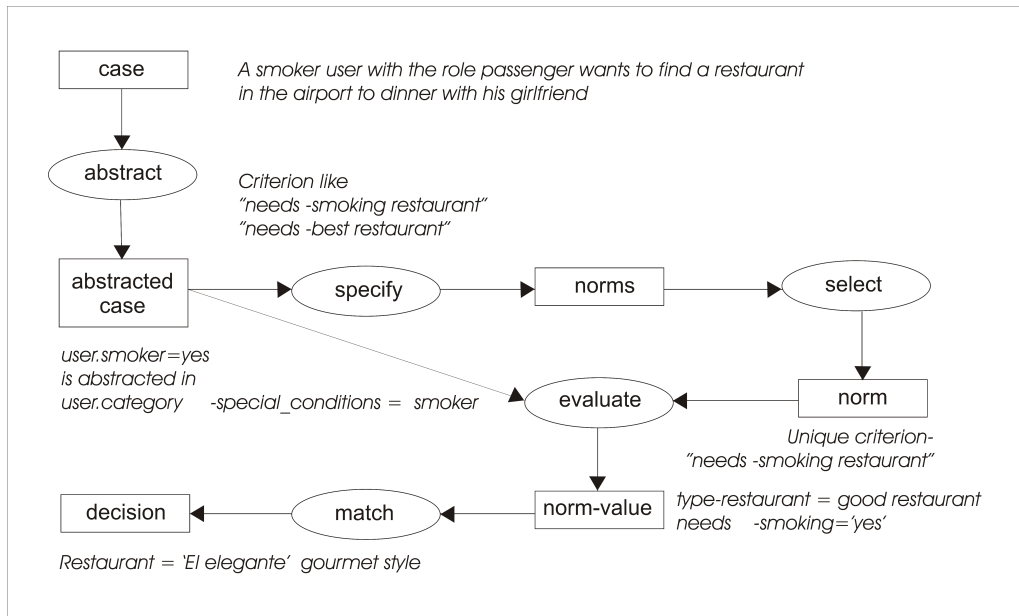 case
A smoker user with the role passenger wants to find a restaurant
in the airport to dinner with his girlfriend
abstract
Criterion like
"needs -smoking restaurant"
"needs -best restaurant"
abstracted
case
specify
norms
select
user.smoker=yes
is abstracted in
user.category -special_conditions = smoker
evaluate
norm
Unique criterion-
"needs -smoking restaurant"
decision
match
norm-value
type-restaurant = good restaurant
needs -smoking='yes'
Restaurant = 'El elegante' gourmet style